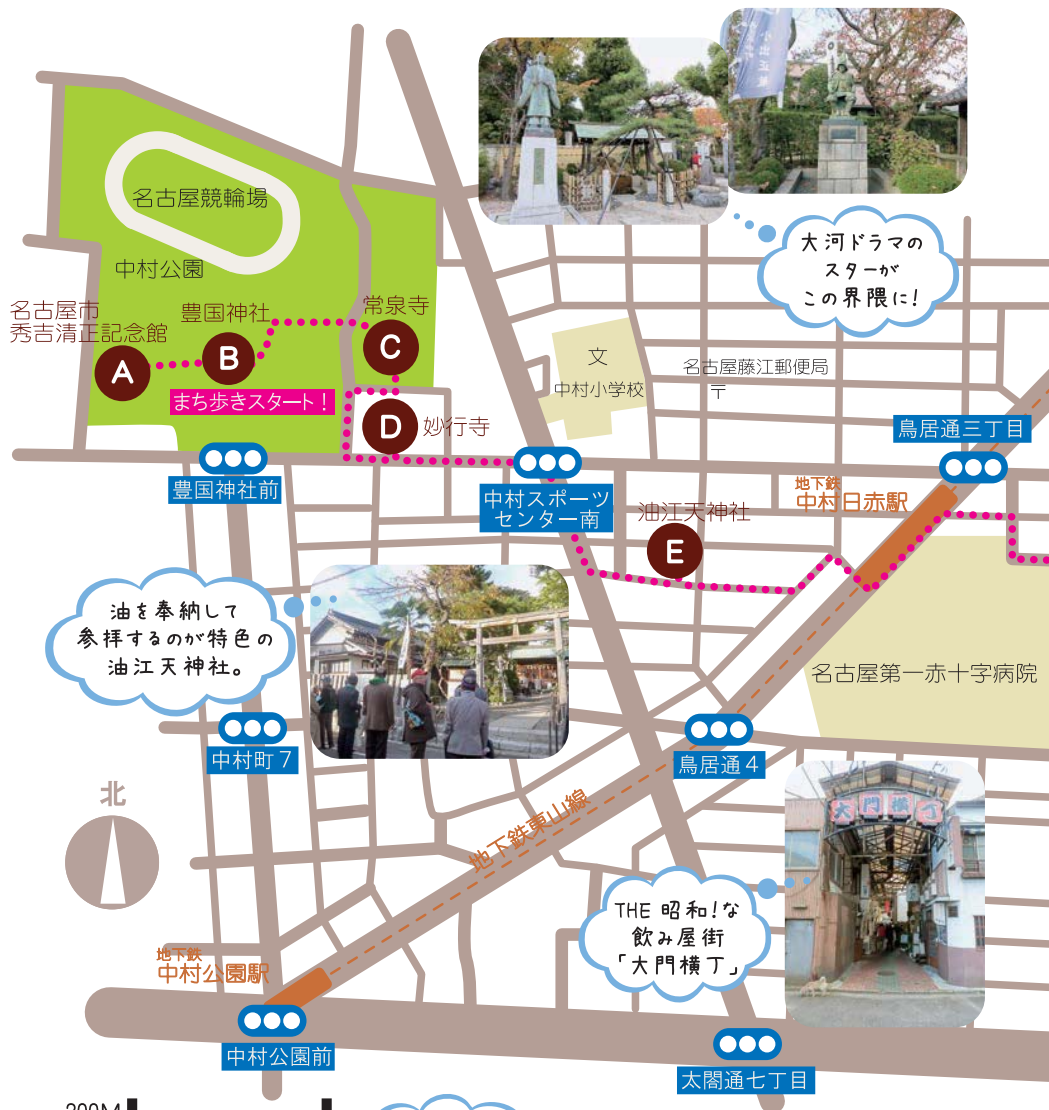 大河ドラマの
スターが
この界隈に！
名古屋競輪場
中村公園
名古屋市
秀吉清正記念館
豊国神社
常泉寺
A
B
C
まち歩きスタート！
D
妙行寺
文
中村小学校
名古屋藤江郵便局
〒
鳥居通三丁目
豊国神社前
中村スポーツ
センター南
地下鉄
中村日赤駅
油江天神社
E
油を奉納して
参拝するのが特色の
油江天神社。
名古屋第一赤十字病院
中村町7
鳥居通4
北
地下鉄東山線
大門横丁
THE 昭和！な
飲み屋街
「大門横丁」
地下鉄
中村公園駅
中村公園前
太閤通七丁目
200M